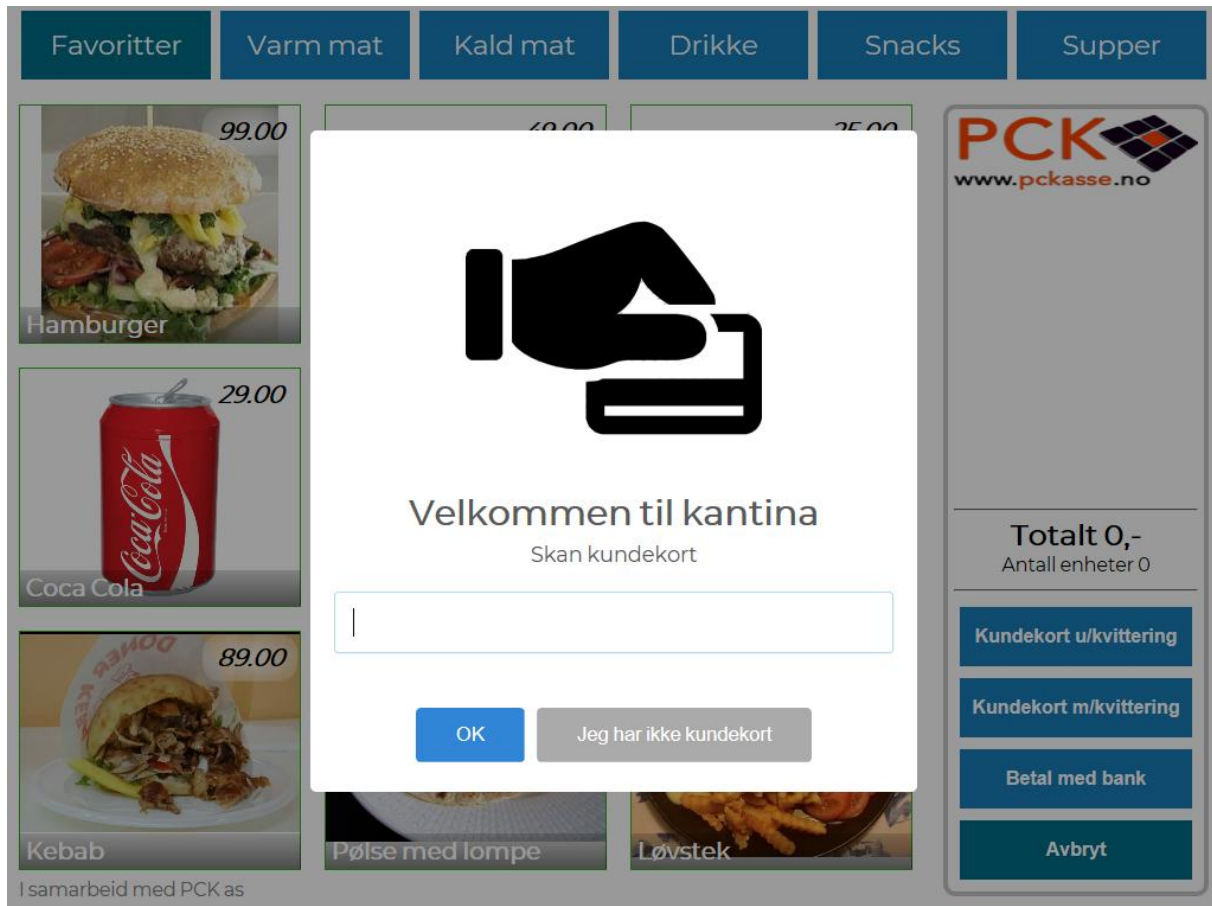 Favoritter
Varm mat
Kald mat
Drikke
Snacks
Supper
99.00
Hamburger
29.00
Coca-Cola
Coca Cola
89.00
Kebab
Pølse med lompe
Løvstek
I samarbeid med PCK as
Velkommen til kantina
Skan kundekort
OK
Jeg har ikke kundekort
PCK
www.pckasse.no
Totalt 0,-
Antall enheter 0
Kundekort u/kvittering
Kundekort m/kvittering
Betal med bank
Avbryt